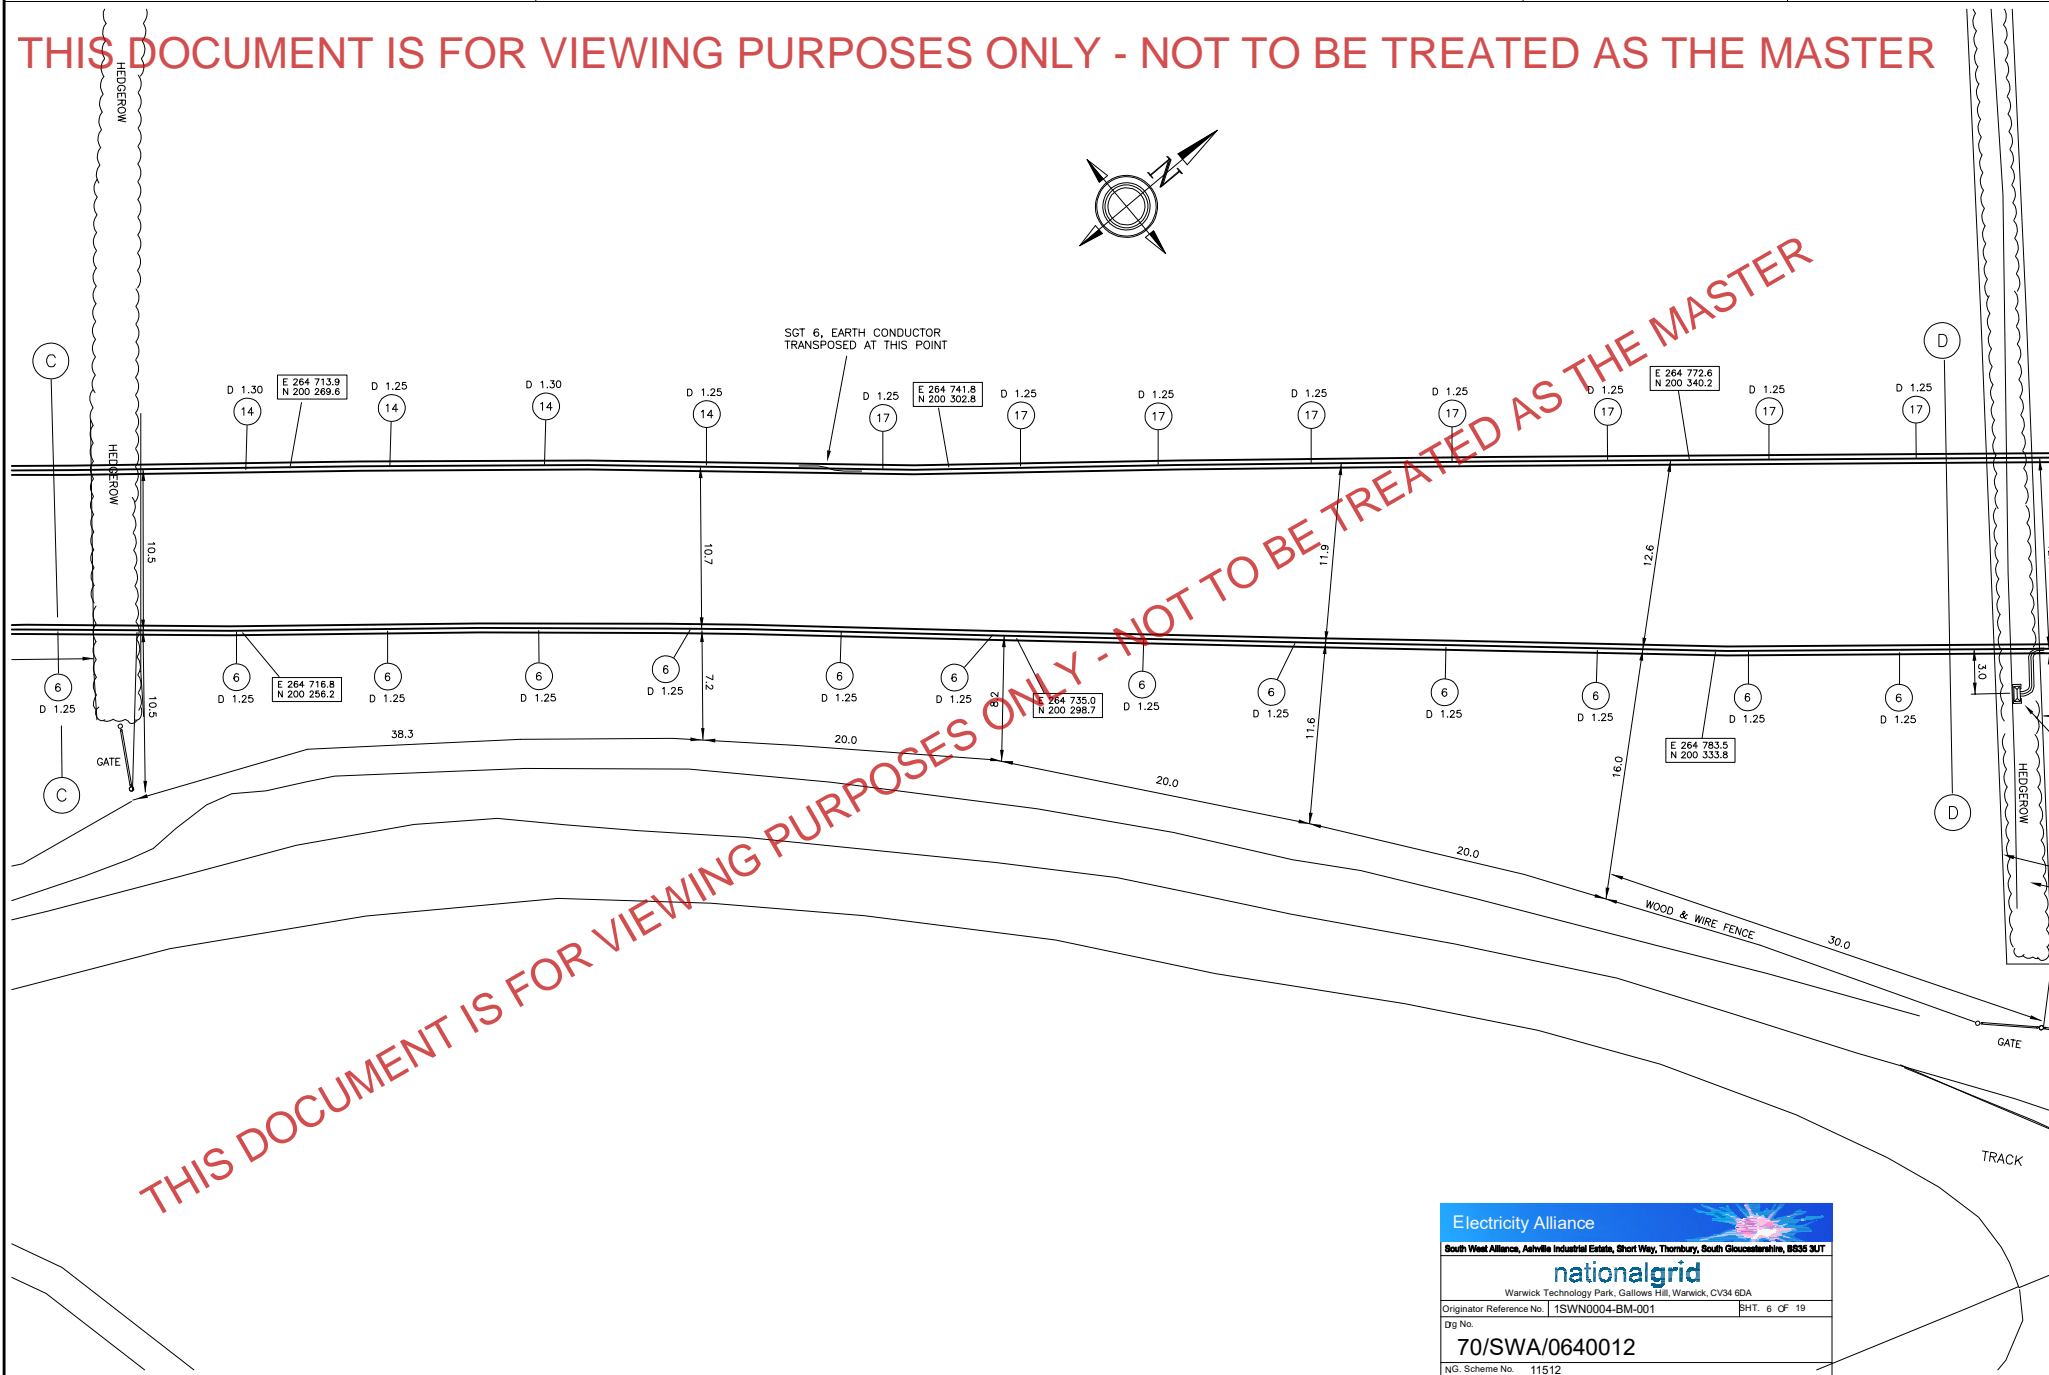 THIS DOCUMENT IS FOR VIEWING PURPOSES ONLY - NOT TO BE TREATED AS THE MASTER
HEDGEROW
N
SGT 6, EARTH CONDUCTOR
TRANSPOSED AT THIS POINT
C
D
D 1.30
14
E 264 713.9
N 200 269.6
D 1.25
14
D 1.30
14
D 1.25
14
D 1.25
17
E 264 741.8
N 200 302.8
D 1.25
17
D 1.25
17
D 1.25
17
D 1.25
17
D 1.25
17
E 264 772.6
N 200 340.2
D 1.25
17
D 1.25
17
HEDGEROW
10.5
10.7
11.9
12.6
6
D 1.25
6
D 1.25
E 264 716.8
N 200 256.2
6
D 1.25
6
D 1.25
6
D 1.25
6
D 1.25
6
D 1.25
E 264 735.0
N 200 298.7
6
D 1.25
6
D 1.25
6
D 1.25
6
D 1.25
E 264 783.5
N 200 333.8
6
D 1.25
6
D 1.25
3.0
10.5
7.2
8.2
11.6
16.0
GATE
C
38.3
20.0
20.0
20.0
WOOD & WIRE FENCE
30.0
HEDGEROW
D
GATE
TRACK
THIS DOCUMENT IS FOR VIEWING PURPOSES ONLY - NOT TO BE TREATED AS THE MASTER
Electricity Alliance
South West Alliance, Ashville Industrial Estate, Short Way, Thornbury, South Gloucestershire, BS35 3UT
nationalgrid
Warwick Technology Park, Gallows Hill, Warwick, CV34 6DA
Originator Reference No. 1SWN0004-BM-001 SHT. 6 OF 19
Drg No.
70/SWA/0640012
NG. Scheme No. 11512